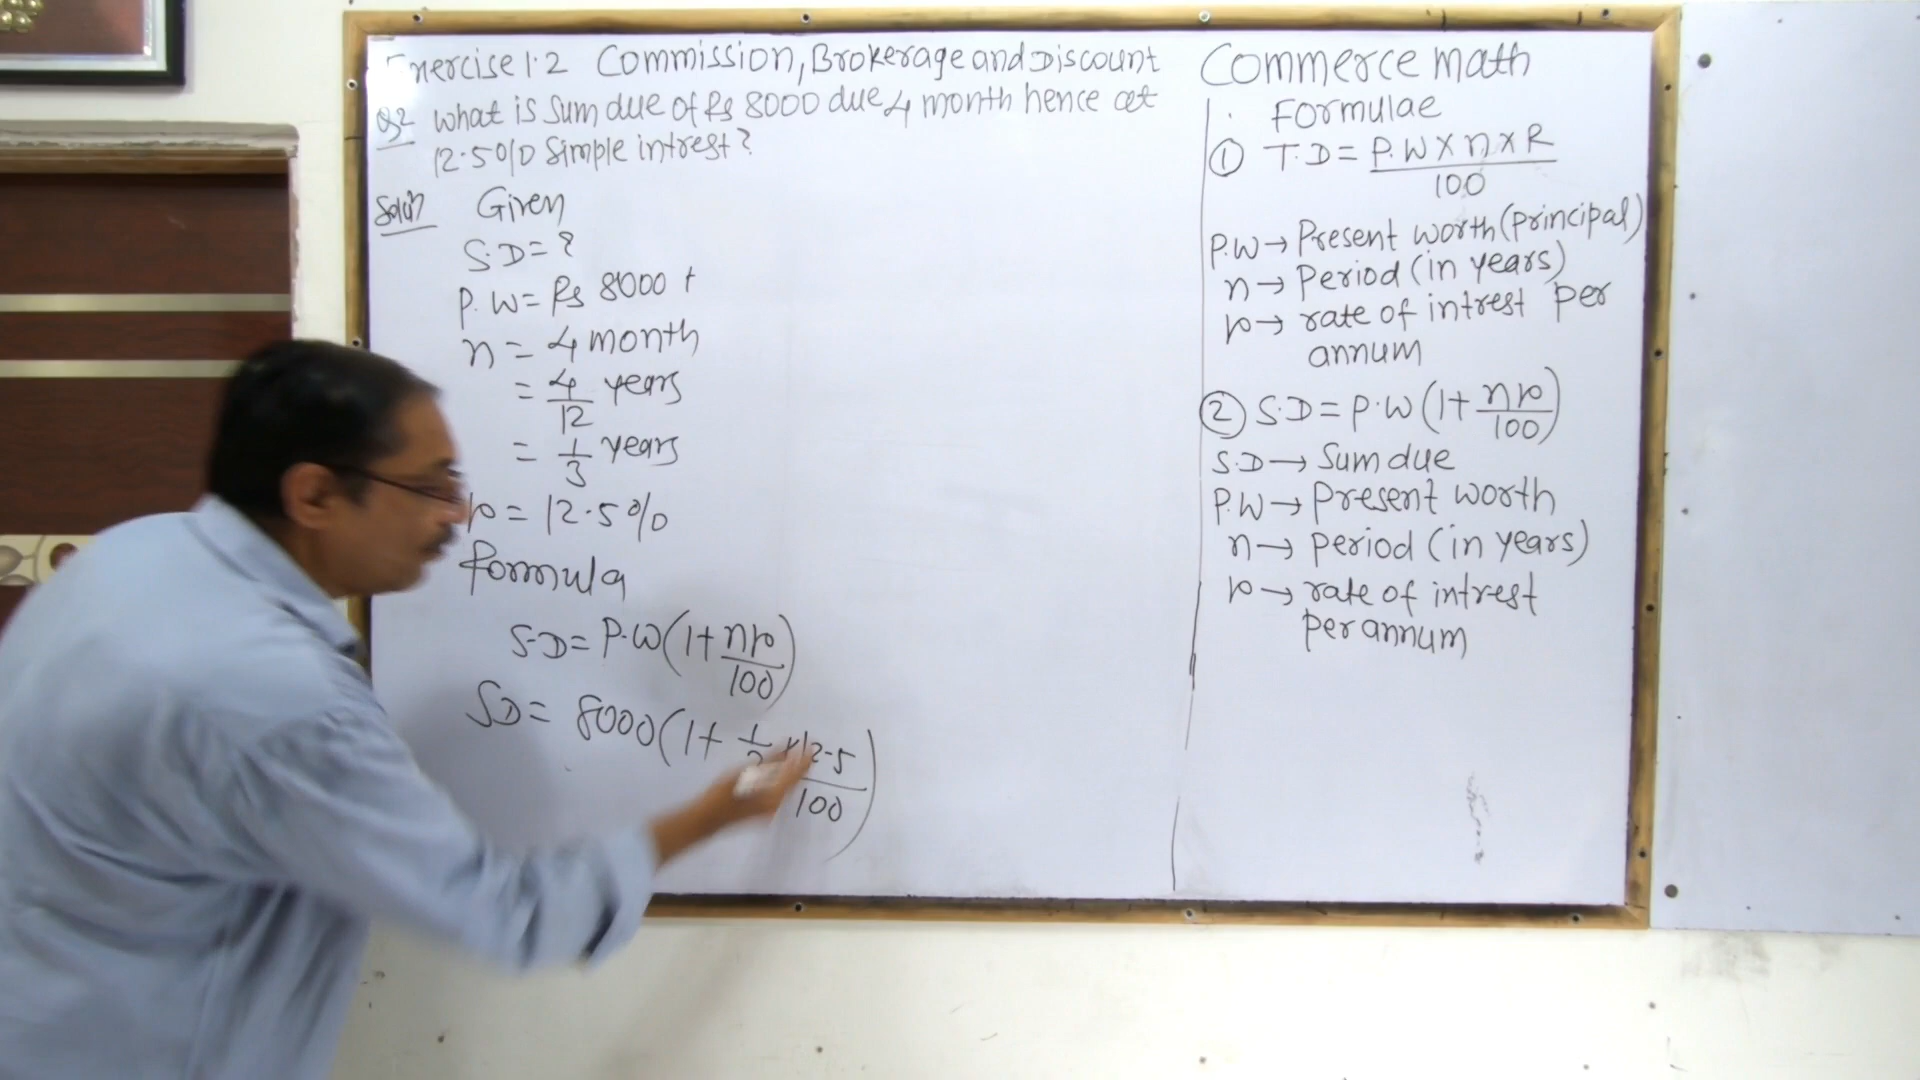 Exercise 1.2 Commission, Brokerage and Discount
Q2 What is Sum due of Rs 8000 due 4 month hence at
12.5% Simple intrest?
Soln Given
S.D = ?
P.W = Rs 8000
n = 4 month
= 4/12 years
= 1/3 years
r = 12.5%
formula
S.D = P.W (1 + nr/100)
SD = 8000 (1 + 1/3 × 12.5/100)
Commerce math
Formulae
① T.D = P.W × n × R / 100
P.W → Present worth (Principal)
n → Period (in years)
r → rate of intrest per
annum
② S.D = P.W (1 + nr/100)
S.D → Sum due
P.W → Present worth
n → period (in years)
r → rate of intrest
Per annum